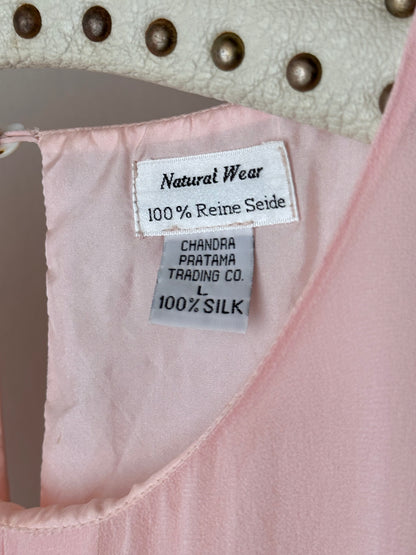 Natural Wear
100% Reine Seide
CHANDRA
PRATAMA
TRADING CO.
L
100% SILK